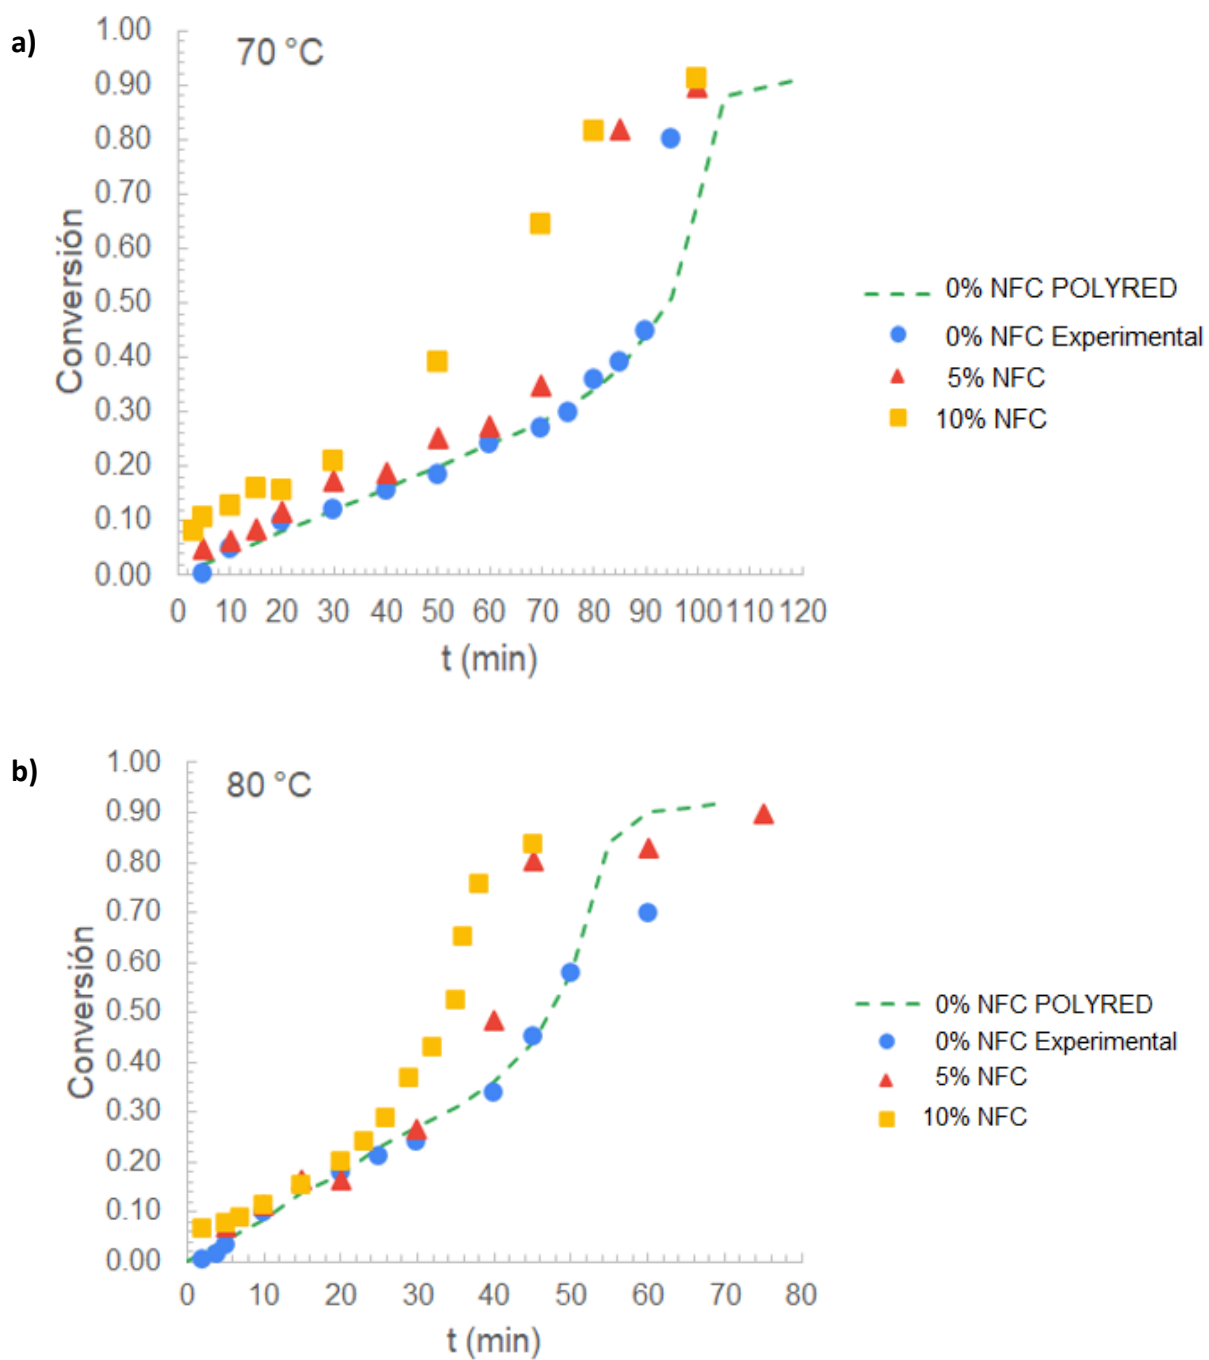 a)
70 °C
1.00
0.90
0.80
0.70
0.60
0.50
0.40
0.30
0.20
0.10
0.00
Conversión
0 10 20 30 40 50 60 70 80 90 100 110 120
t (min)
0% NFC POLYRED
0% NFC Experimental
5% NFC
10% NFC
b)
80 °C
1.00
0.90
0.80
0.70
0.60
0.50
0.40
0.30
0.20
0.10
0.00
Conversión
0 10 20 30 40 50 60 70 80
t (min)
0% NFC POLYRED
0% NFC Experimental
5% NFC
10% NFC